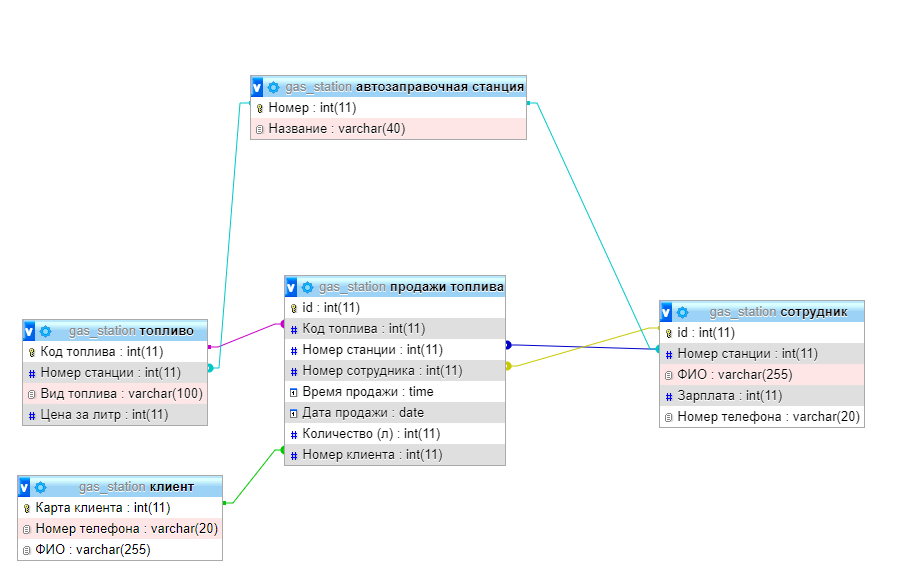 gas_station автозаправочная станция
Номер : int(11)
Название : varchar(40)
gas_station продажи топлива
id : int(11)
Код топлива : int(11)
Номер станции : int(11)
Номер сотрудника : int(11)
Время продажи : time
Дата продажи : date
Количество (л) : int(11)
Номер клиента : int(11)
gas_station сотрудник
id : int(11)
Номер станции : int(11)
ФИО : varchar(255)
Зарплата : int(11)
Номер телефона : varchar(20)
gas_station топливо
Код топлива : int(11)
Номер станции : int(11)
Вид топлива : varchar(100)
Цена за литр : int(11)
gas_station клиент
Карта клиента : int(11)
Номер телефона : varchar(20)
ФИО : varchar(255)